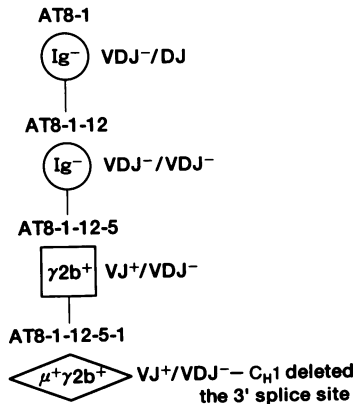 AT8-1
Ig⁻ VDJ⁻/DJ
AT8-1-12
Ig⁻ VDJ⁻/VDJ⁻
AT8-1-12-5
γ2b⁺ VJ⁺/VDJ⁻
AT8-1-12-5-1
μ⁺γ2b⁺ VJ⁺/VDJ⁻– CH1 deleted
the 3' splice site